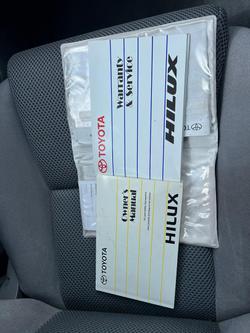 TOYOTA
Warranty
& Service
HILUX
TOYOTA
Owner's
Manual
HILUX